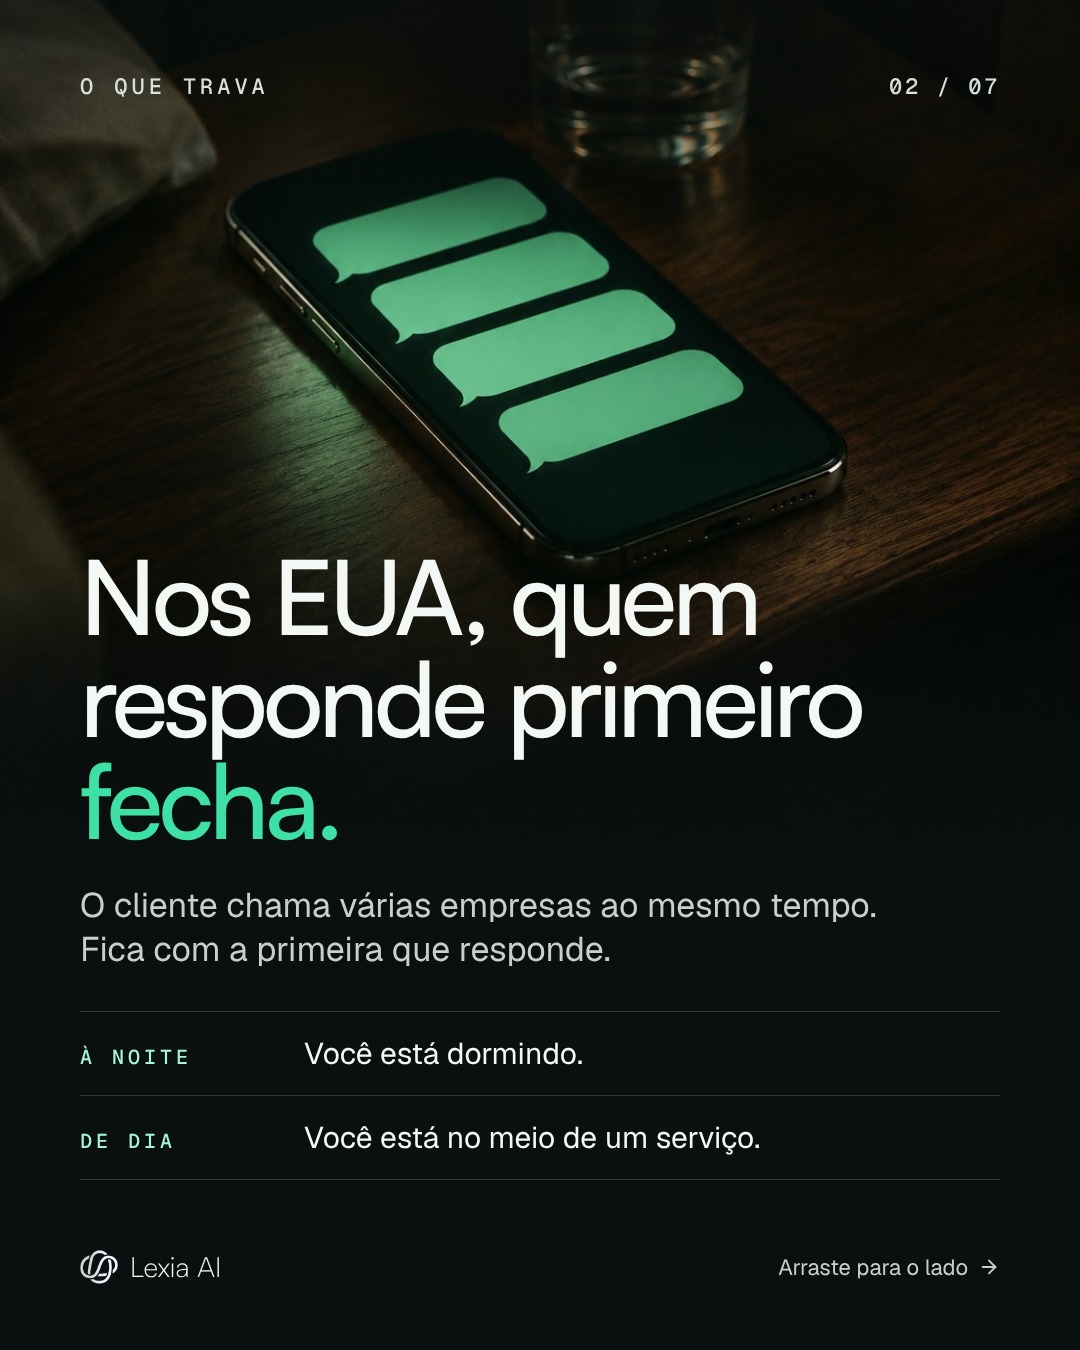 O QUE TRAVA
02 / 07
Nos EUA, quem
responde primeiro
fecha.
O cliente chama várias empresas ao mesmo tempo.
Fica com a primeira que responde.
À NOITE
Você está dormindo.
DE DIA
Você está no meio de um serviço.
Lexia AI
Arraste para o lado →